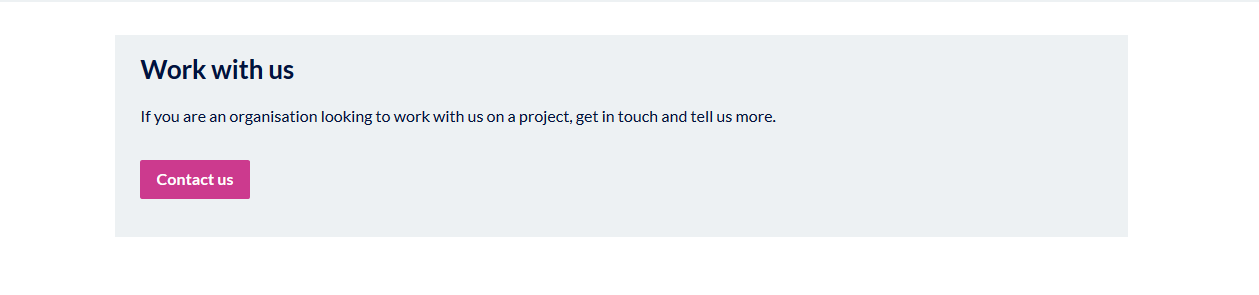 Work with us
If you are an organisation looking to work with us on a project, get in touch and tell us more.
Contact us